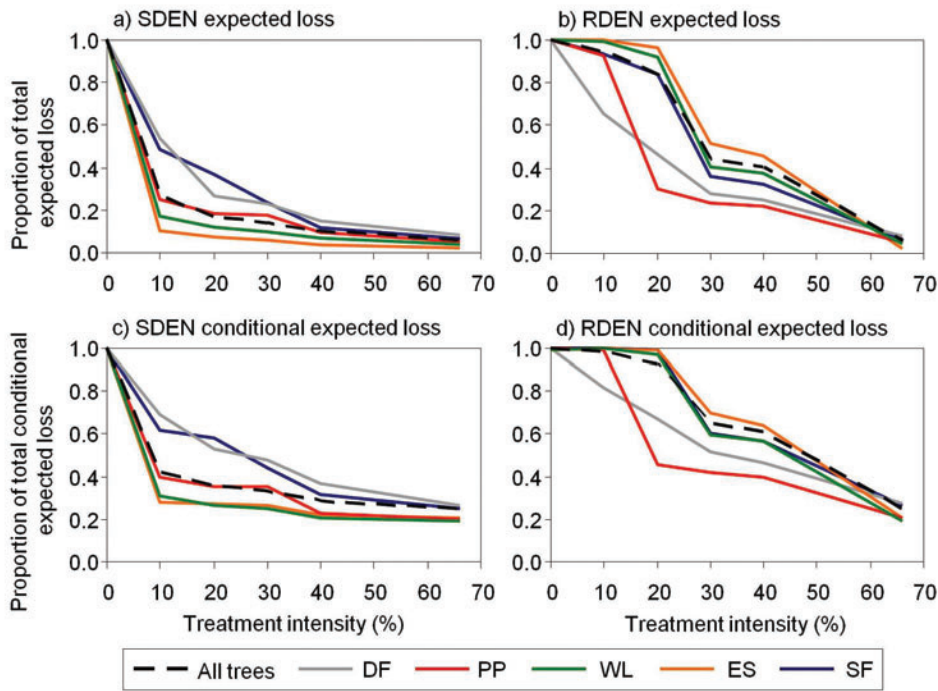 a) SDEN expected loss
b) RDEN expected loss
Proportion of total
expected loss
1.0
0.8
0.6
0.4
0.2
0.0
0 10 20 30 40 50 60 70
1.0
0.8
0.6
0.4
0.2
0.0
0 10 20 30 40 50 60 70
c) SDEN conditional expected loss
d) RDEN conditional expected loss
Proportion of total conditional
expected loss
1.0
0.8
0.6
0.4
0.2
0.0
0 10 20 30 40 50 60 70
Treatment intensity (%)
1.0
0.8
0.6
0.4
0.2
0.0
0 10 20 30 40 50 60 70
Treatment intensity (%)
All trees DF PP WL ES SF